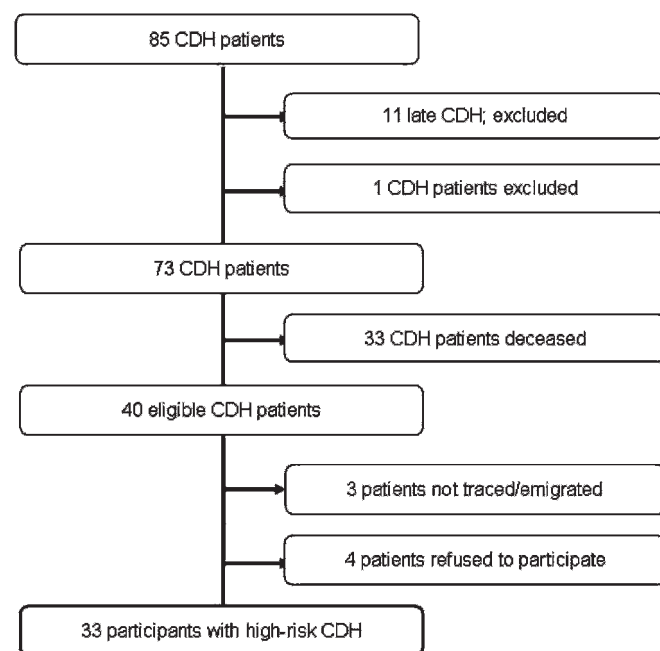 85 CDH patients
11 late CDH; excluded
1 CDH patients excluded
73 CDH patients
33 CDH patients deceased
40 eligible CDH patients
3 patients not traced/emigrated
4 patients refused to participate
33 participants with high-risk CDH